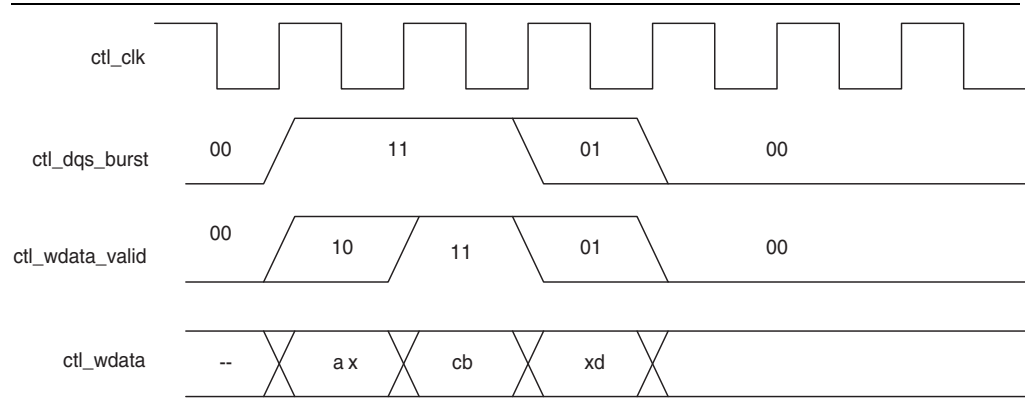 ctl_clk
ctl_dqs_burst 00 11 01 00
ctl_wdata_valid 00 10 11 01 00
ctl_wdata -- a x cb xd